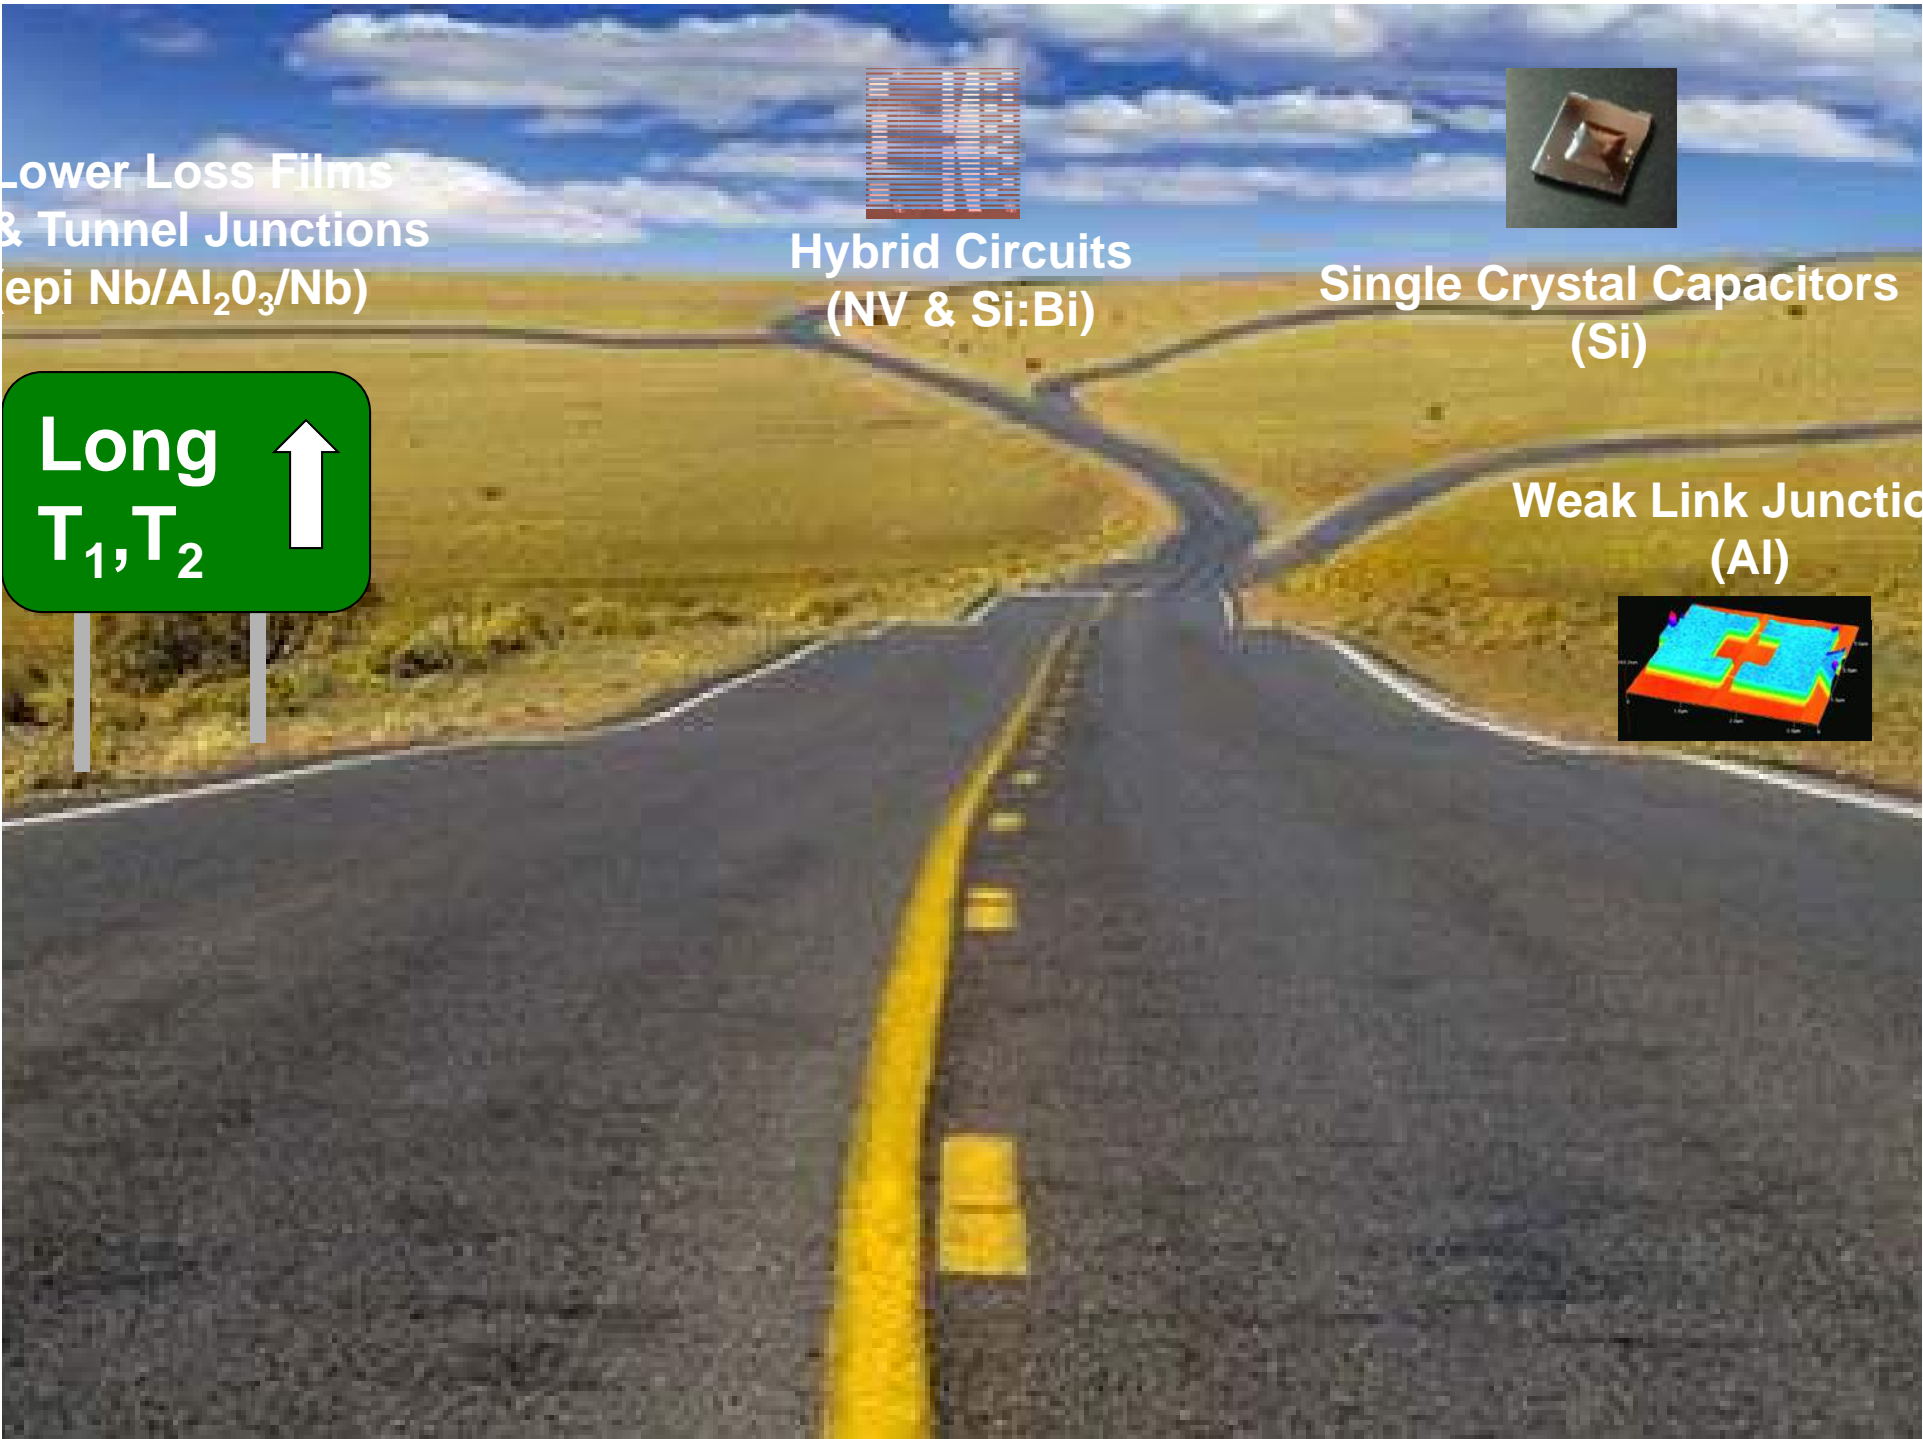 Lower Loss Films
& Tunnel Junctions
(epi Nb/Al₂0₃/Nb)
Hybrid Circuits
(NV & Si:Bi)
Single Crystal Capacitors
(Si)
Long
T₁,T₂
Weak Link Junctio
(Al)